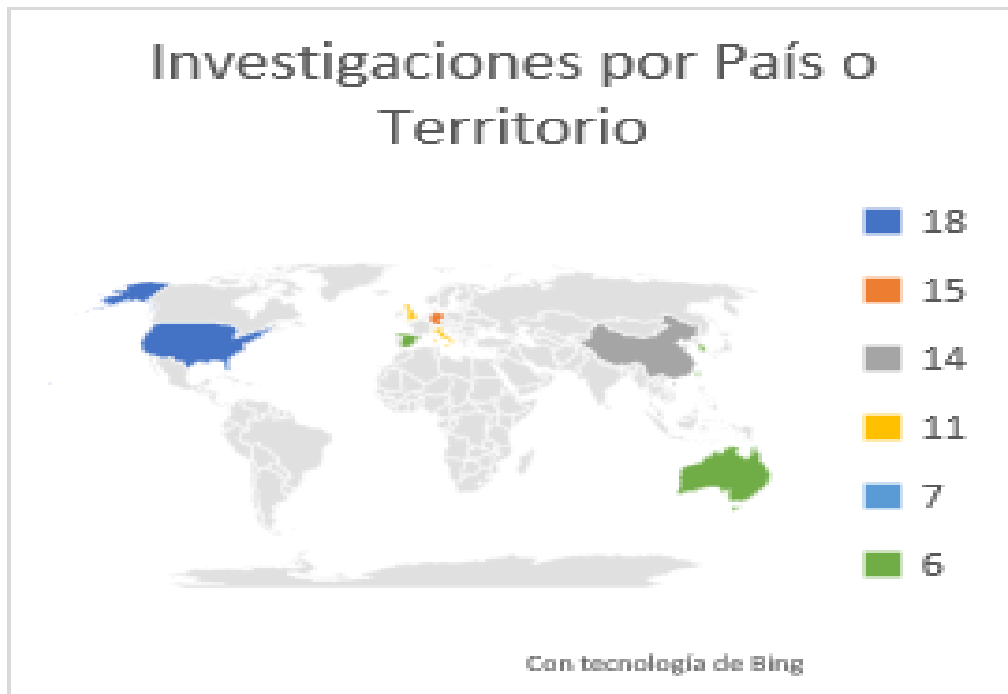 Investigaciones por País o
Territorio
18
15
14
11
7
6
Con tecnología de Bing